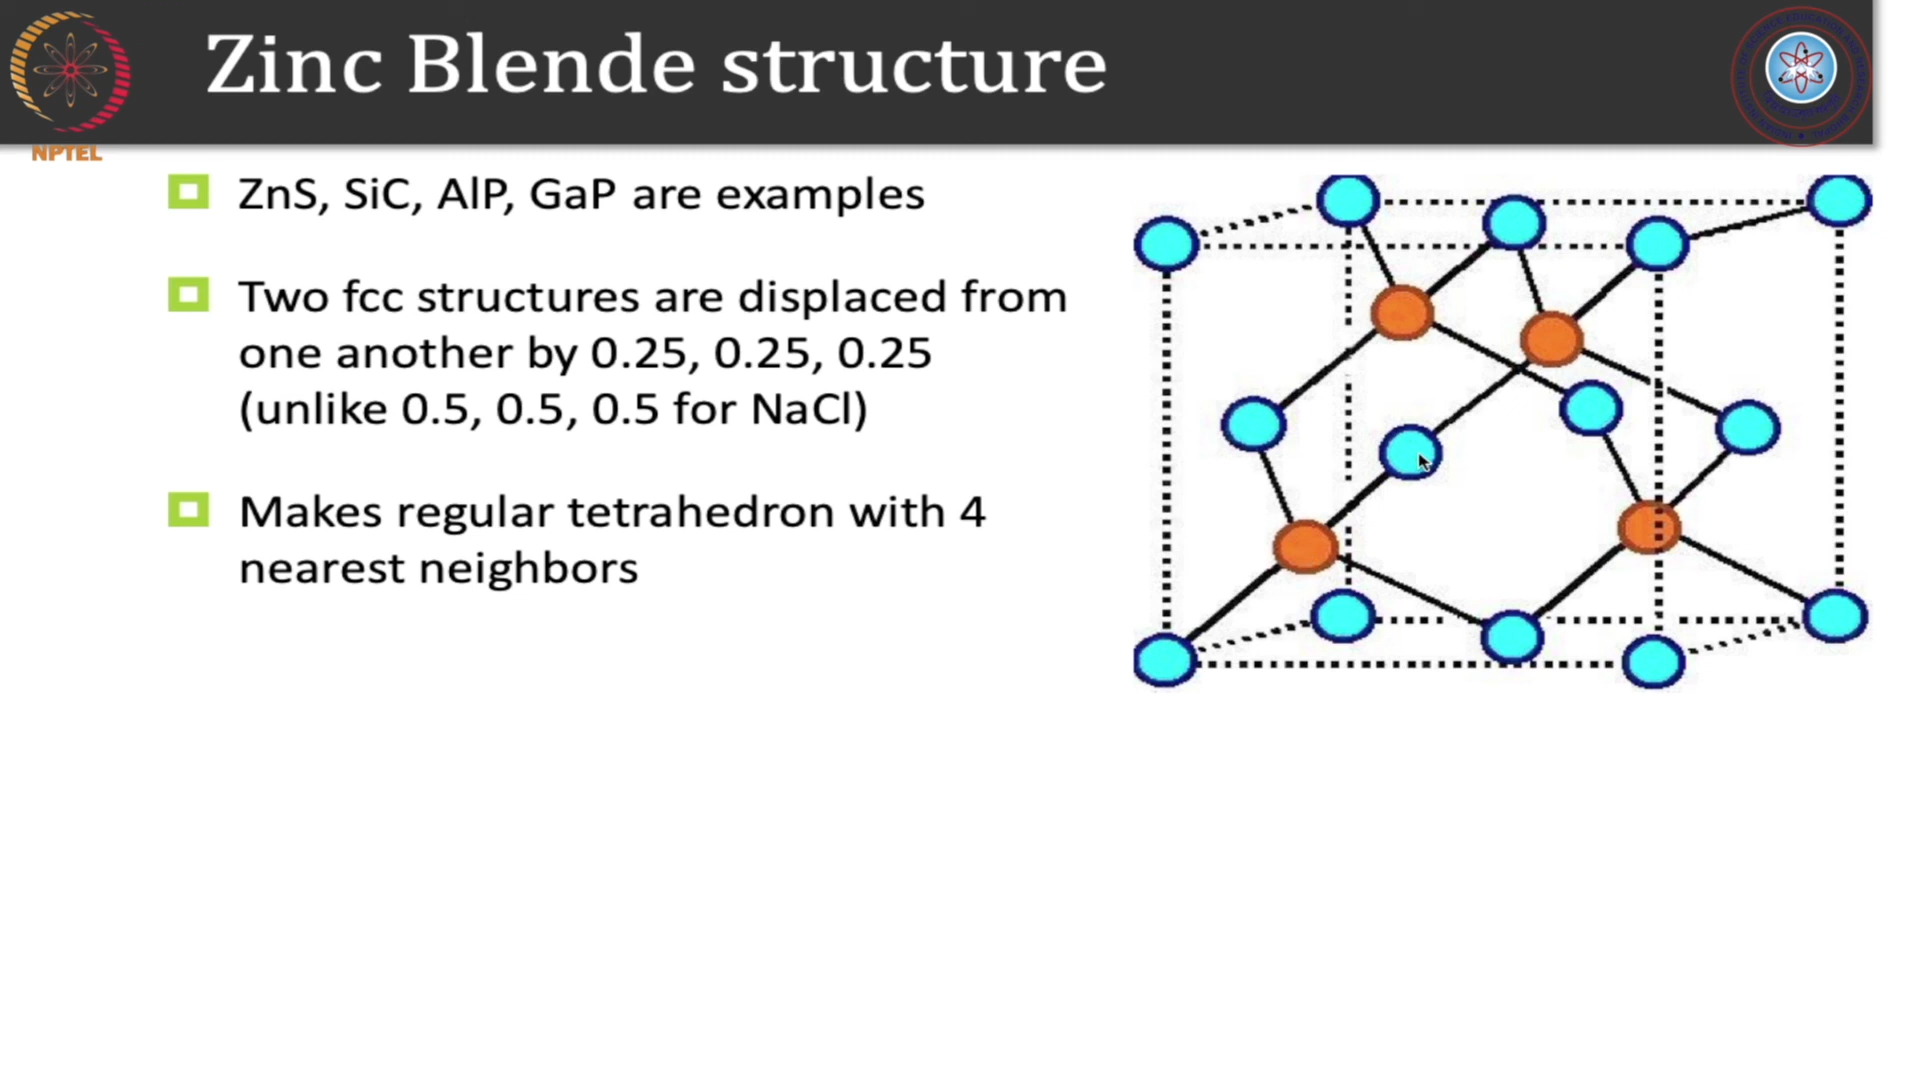 Zinc Blende structure
NPTEL
ZnS, SiC, AlP, GaP are examples
Two fcc structures are displaced from
one another by 0.25, 0.25, 0.25
(unlike 0.5, 0.5, 0.5 for NaCl)
Makes regular tetrahedron with 4
nearest neighbors